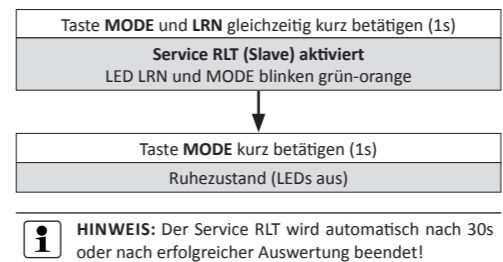 Taste MODE und LRN gleichzeitig kurz betätigen (1s)
Service RLT (Slave) aktiviert
LED LRN und MODE blinken grün-orange
Taste MODE kurz betätigen (1s)
Ruhezustand (LEDs aus)
i HINWEIS: Der Service RLT wird automatisch nach 30s
oder nach erfolgreicher Auswertung beendet!